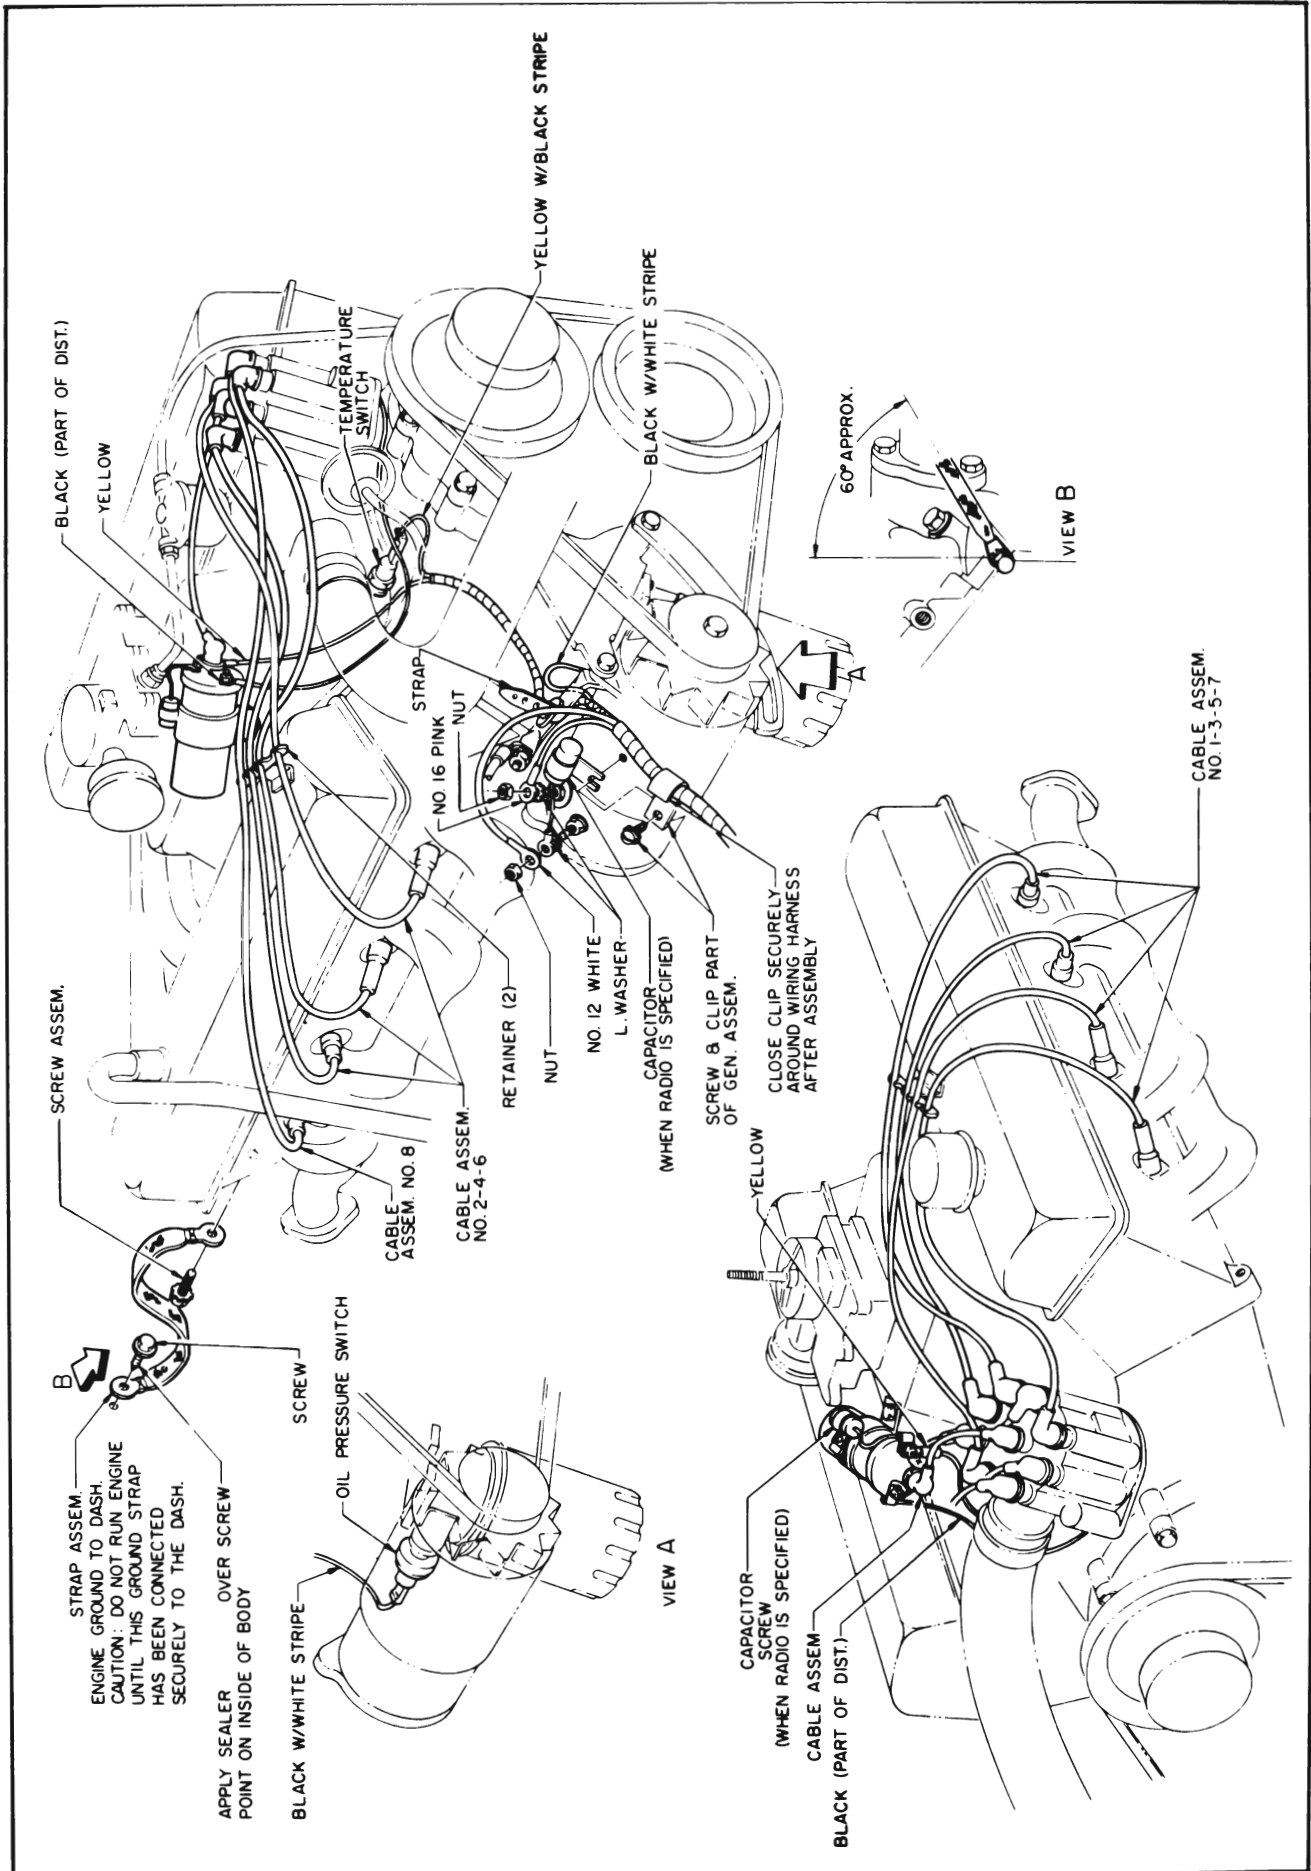 STRAP ASSEM.
ENGINE GROUND TO DASH.
CAUTION: DO NOT RUN ENGINE
UNTIL THIS GROUND STRAP
HAS BEEN CONNECTED
SECURELY TO THE DASH.
APPLY SEALER OVER SCREW
POINT ON INSIDE OF BODY
B
SCREW ASSEM.
SCREW
BLACK W/WHITE STRIPE
OIL PRESSURE SWITCH
VIEW A
BLACK (PART OF DIST.)
YELLOW
TEMPERATURE
SWITCH
YELLOW W/BLACK STRIPE
BLACK W/WHITE STRIPE
STRAP
NUT
NO. 16 PINK
A
CABLE
ASSEM. NO. 8
CABLE ASSEM.
NO. 2-4-6
RETAINER (2)
NUT
NO. 12 WHITE
L. WASHER
CAPACITOR
(WHEN RADIO IS SPECIFIED)
SCREW & CLIP PART
OF GEN. ASSEM.
CLOSE CLIP SECURELY
AROUND WIRING HARNESS
AFTER ASSEMBLY
60° APPROX.
VIEW B
YELLOW
CAPACITOR
SCREW
(WHEN RADIO IS SPECIFIED)
CABLE ASSEM.
BLACK (PART OF DIST.)
CABLE ASSEM.
NO. 1-3-5-7